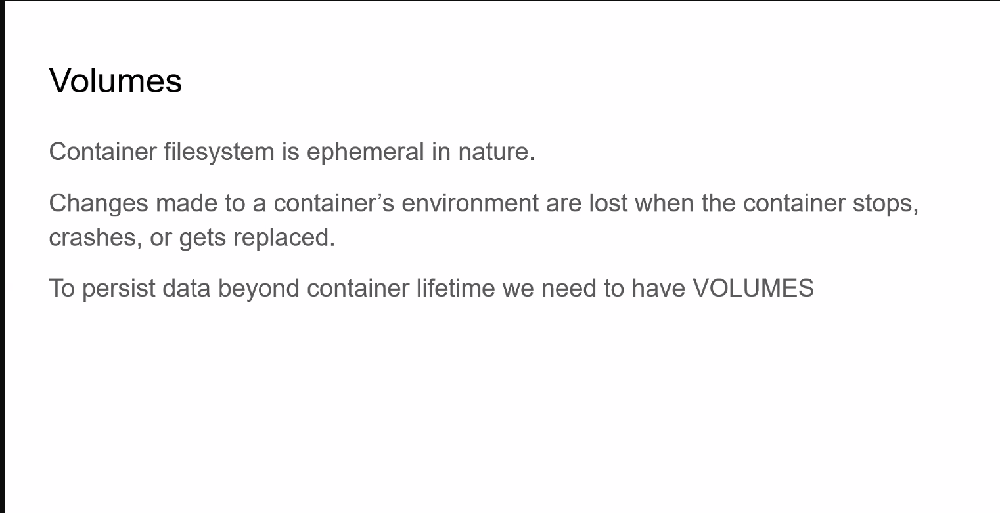 Volumes
Container filesystem is ephemeral in nature.
Changes made to a container’s environment are lost when the container stops,
crashes, or gets replaced.
To persist data beyond container lifetime we need to have VOLUMES